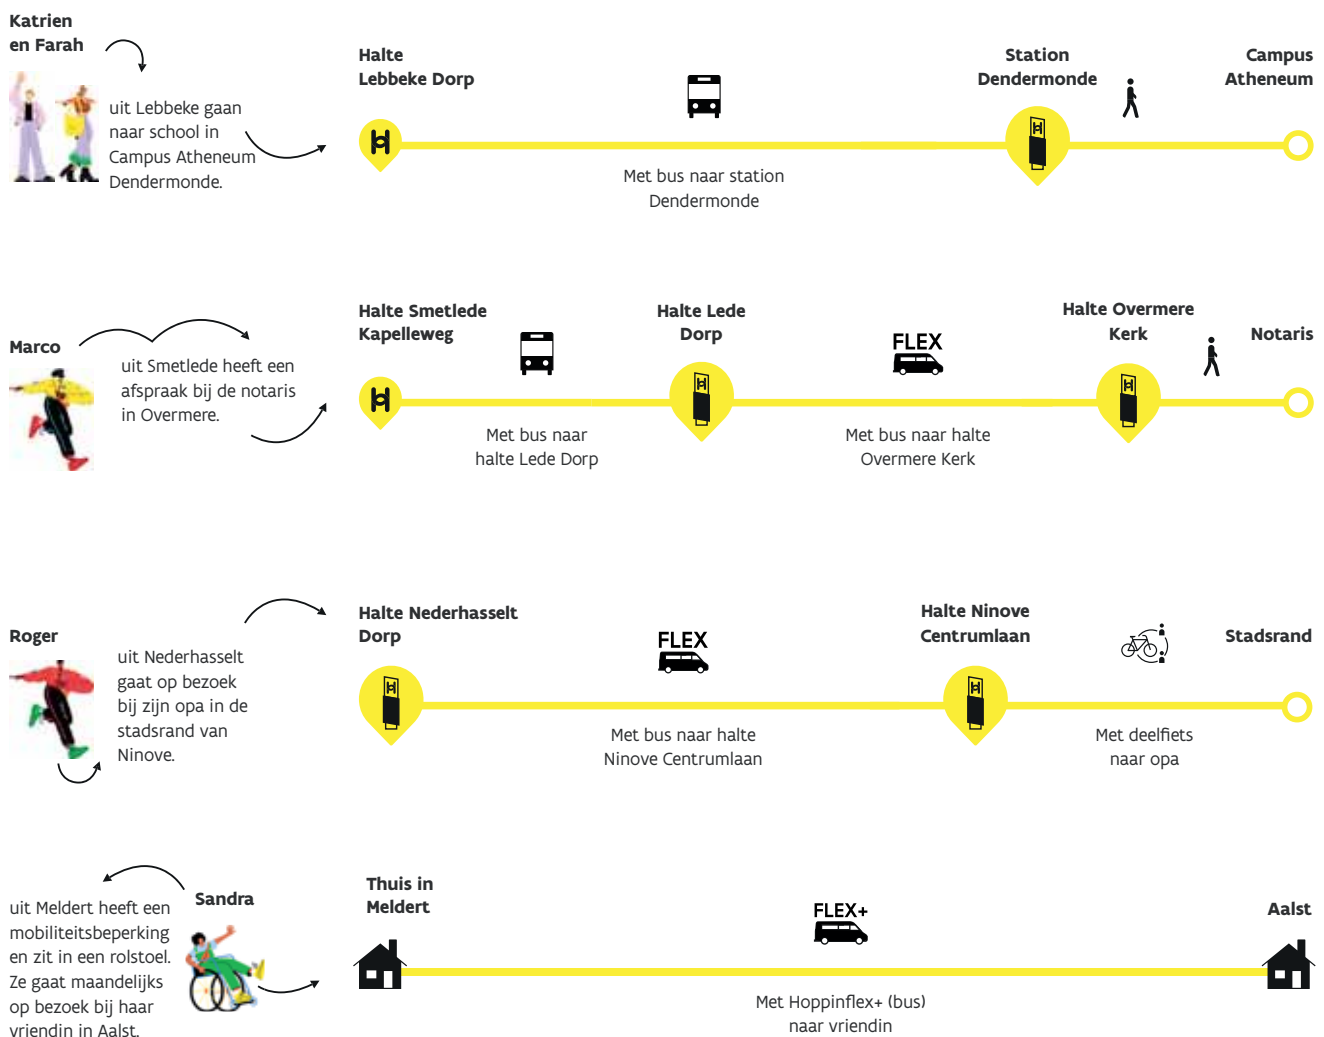 Katrien
en Farah
uit Lebbeke gaan
naar school in
Campus Atheneum
Dendermonde.
Halte
Lebbeke Dorp
Station
Dendermonde
Campus
Atheneum
H
H
Met bus naar station
Dendermonde
Marco
uit Smetlede heeft een
afspraak bij de notaris
in Overmere.
Halte Smetlede
Kapelleweg
Halte Lede
Dorp
FLEX
Halte Overmere
Kerk
Notaris
H
H
H
Met bus naar
halte Lede Dorp
Met bus naar halte
Overmere Kerk
Roger
uit Nederhasselt
gaat op bezoek
bij zijn opa in de
stadsrand van
Ninove.
Halte Nederhasselt
Dorp
FLEX
Halte Ninove
Centrumlaan
Stadsrand
H
H
Met bus naar halte
Ninove Centrumlaan
Met deelfiets
naar opa
Sandra
uit Meldert heeft een
mobiliteitsbeperking
en zit in een rolstoel.
Ze gaat maandelijks
op bezoek bij haar
vriendin in Aalst.
Thuis in
Meldert
FLEX+
Aalst
Met Hoppinflex+ (bus)
naar vriendin